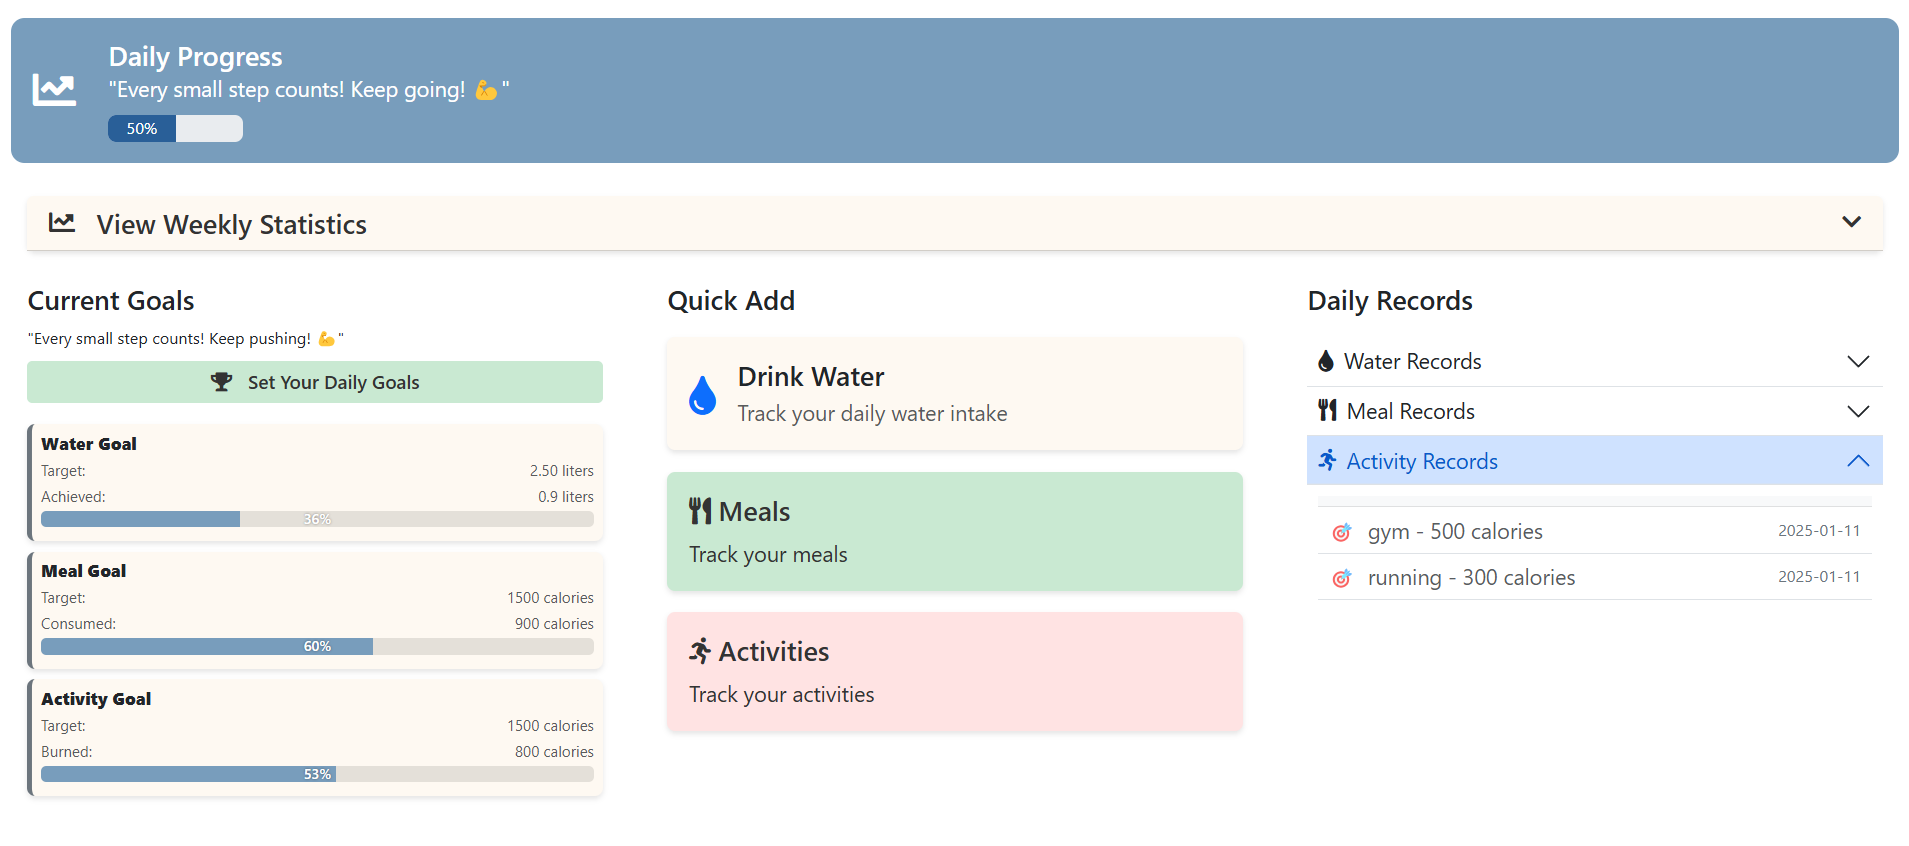 Daily Progress
"Every small step counts! Keep going! 💪"
50%
View Weekly Statistics
Current Goals
"Every small step counts! Keep pushing! 💪"
Set Your Daily Goals
Water Goal
Target: 2.50 liters
Achieved: 0.9 liters
36%
Meal Goal
Target: 1500 calories
Consumed: 900 calories
60%
Activity Goal
Target: 1500 calories
Burned: 800 calories
53%
Quick Add
Drink Water
Track your daily water intake
Meals
Track your meals
Activities
Track your activities
Daily Records
Water Records
Meal Records
Activity Records
gym - 500 calories 2025-01-11
running - 300 calories 2025-01-11